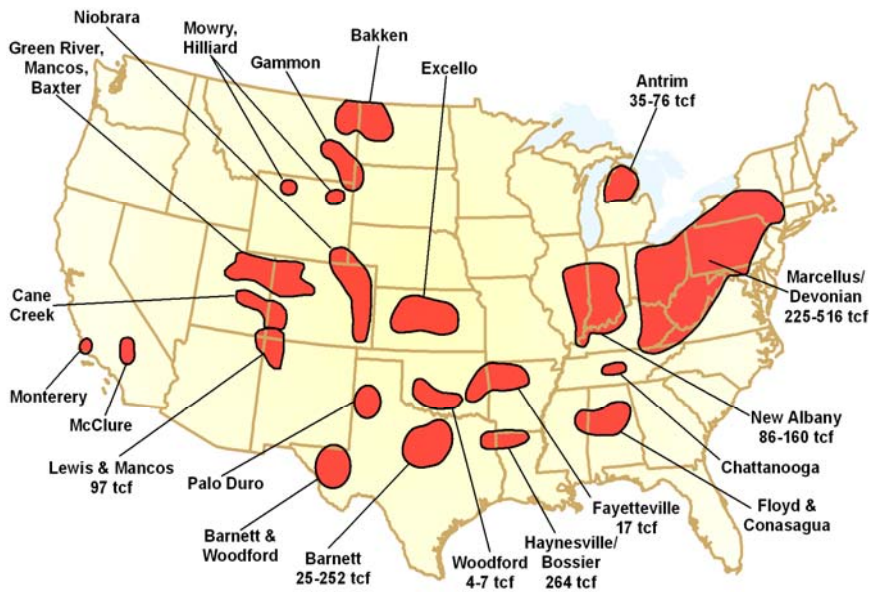 Niobrara
Mowry,
Hilliard
Bakken
Green River,
Mancos,
Baxter
Gammon
Excello
Antrim
35-76 tcf
Cane
Creek
Marcellus/
Devonian
225-516 tcf
Monterery
McClure
New Albany
86-160 tcf
Lewis & Mancos
97 tcf
Palo Duro
Chattanooga
Barnett &
Woodford
Barnett
25-252 tcf
Woodford
4-7 tcf
Haynesville/
Bossier
264 tcf
Fayetteville
17 tcf
Floyd &
Conasagua